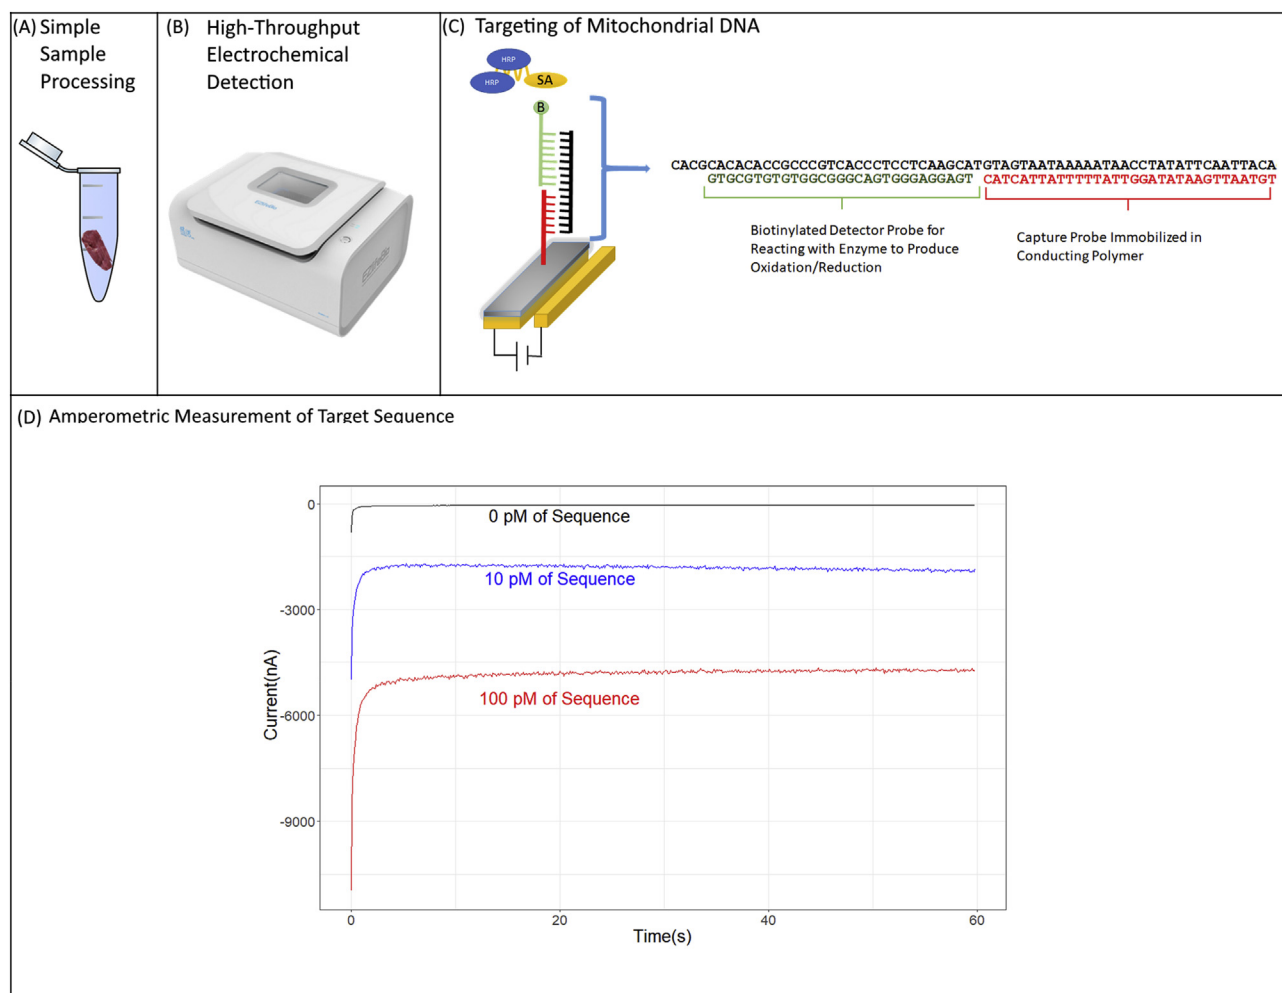 (A) Simple
Sample
Processing
(B) High-Throughput
Electrochemical
Detection
(C) Targeting of Mitochondrial DNA
HRP
HRP
SA
B
CACGCACACACCGCCCGTCACCCTCCTCAAGCATGTAGTAATAAAAATAACCTATATTCAATTACA
GTGCGTGTGTGGCGGGCAGTGGGAGGAGT CATCATTATTTTTATTGGATATAAGTTAATGT
Biotinylated Detector Probe for
Reacting with Enzyme to Produce
Oxidation/Reduction
Capture Probe Immobilized in
Conducting Polymer
(D) Amperometric Measurement of Target Sequence
0
-3000
-6000
-9000
Current(nA)
0 pM of Sequence
10 pM of Sequence
100 pM of Sequence
0 20 40 60
Time(s)